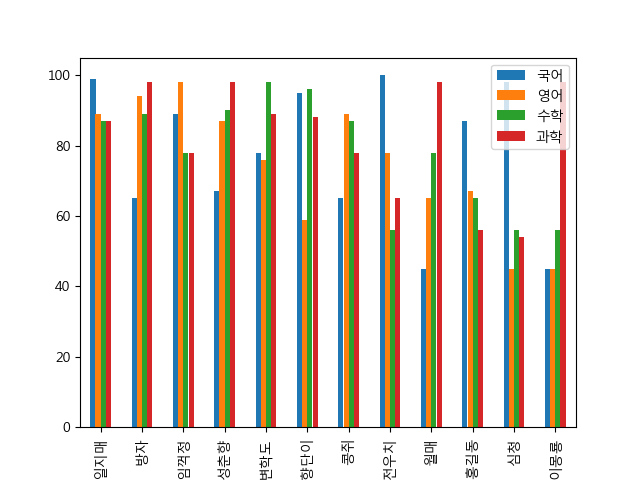 100
80
60
40
20
0
국어
영어
수학
과학
일지매
방자
임꺽정
성춘향
변학도
향단이
콩쥐
전우치
월매
홍길동
심청
이몽룡